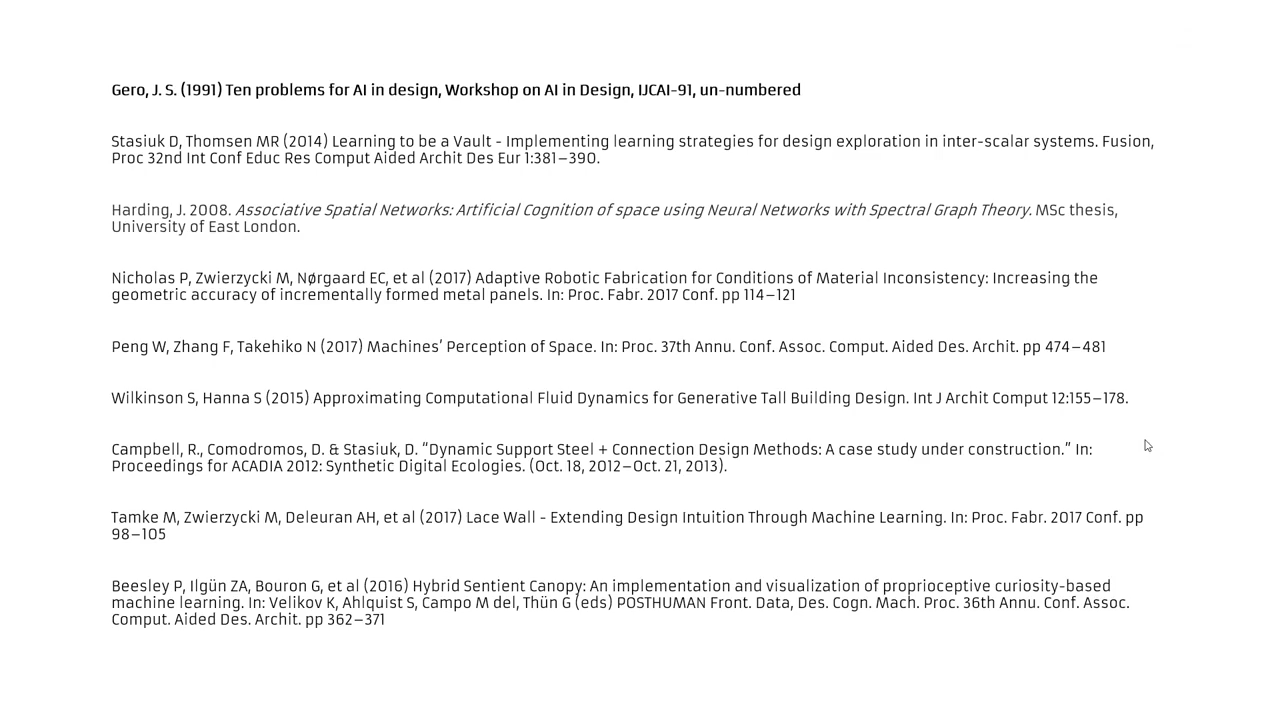 Gero, J. S. (1991) Ten problems for AI in design, Workshop on AI in Design, IJCAI-91, un-numbered
Stasiuk D, Thomsen MR (2014) Learning to be a Vault - Implementing learning strategies for design exploration in inter-scalar systems. Fusion,
Proc 32nd Int Conf Educ Res Comput Aided Archit Des Eur 1:381–390.
Harding, J. 2008. Associative Spatial Networks: Artificial Cognition of space using Neural Networks with Spectral Graph Theory. MSc thesis,
University of East London.
Nicholas P, Zwierzycki M, Nørgaard EC, et al (2017) Adaptive Robotic Fabrication for Conditions of Material Inconsistency: Increasing the
geometric accuracy of incrementally formed metal panels. In: Proc. Fabr. 2017 Conf. pp 114–121
Peng W, Zhang F, Takehiko N (2017) Machines’ Perception of Space. In: Proc. 37th Annu. Conf. Assoc. Comput. Aided Des. Archit. pp 474–481
Wilkinson S, Hanna S (2015) Approximating Computational Fluid Dynamics for Generative Tall Building Design. Int J Archit Comput 12:155–178.
Campbell, R., Comodromos, D. & Stasiuk, D. “Dynamic Support Steel + Connection Design Methods: A case study under construction.” In:
Proceedings for ACADIA 2012: Synthetic Digital Ecologies. (Oct. 18, 2012–Oct. 21, 2013).
Tamke M, Zwierzycki M, Deleuran AH, et al (2017) Lace Wall - Extending Design Intuition Through Machine Learning. In: Proc. Fabr. 2017 Conf. pp
98–105
Beesley P, Ilgün ZA, Bouron G, et al (2016) Hybrid Sentient Canopy: An implementation and visualization of proprioceptive curiosity-based
machine learning. In: Velikov K, Ahlquist S, Campo M del, Thün G (eds) POSTHUMAN Front. Data, Des. Cogn. Mach. Proc. 36th Annu. Conf. Assoc.
Comput. Aided Des. Archit. pp 362–371